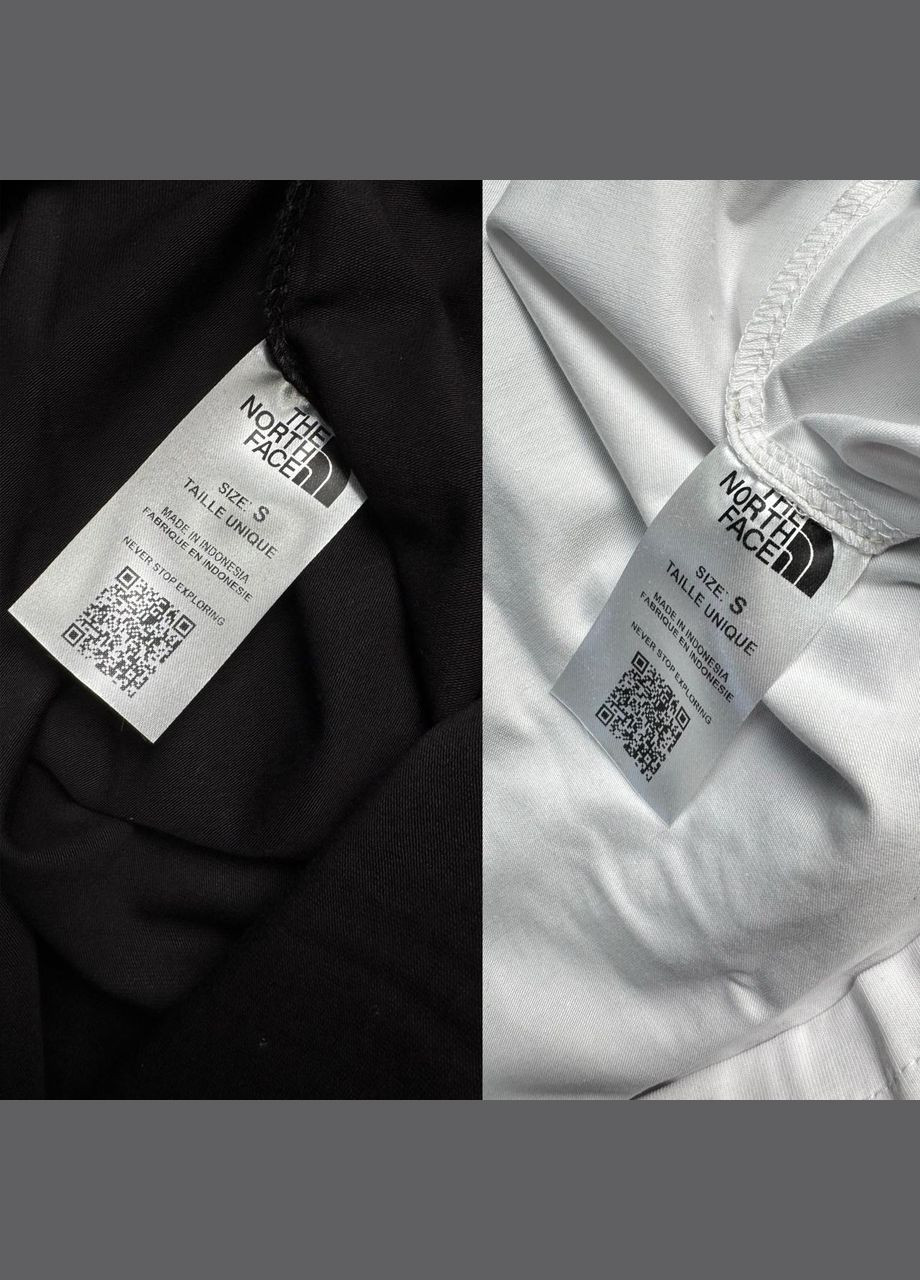 THE
NORTH
FACE
SIZE: S
TAILLE UNIQUE
MADE IN INDONESIA
FABRIQUE EN INDONESIE
NEVER STOP EXPLORING
THE
NORTH
FACE
SIZE: S
TAILLE UNIQUE
MADE IN INDONESIA
FABRIQUE EN INDONESIE
NEVER STOP EXPLORING